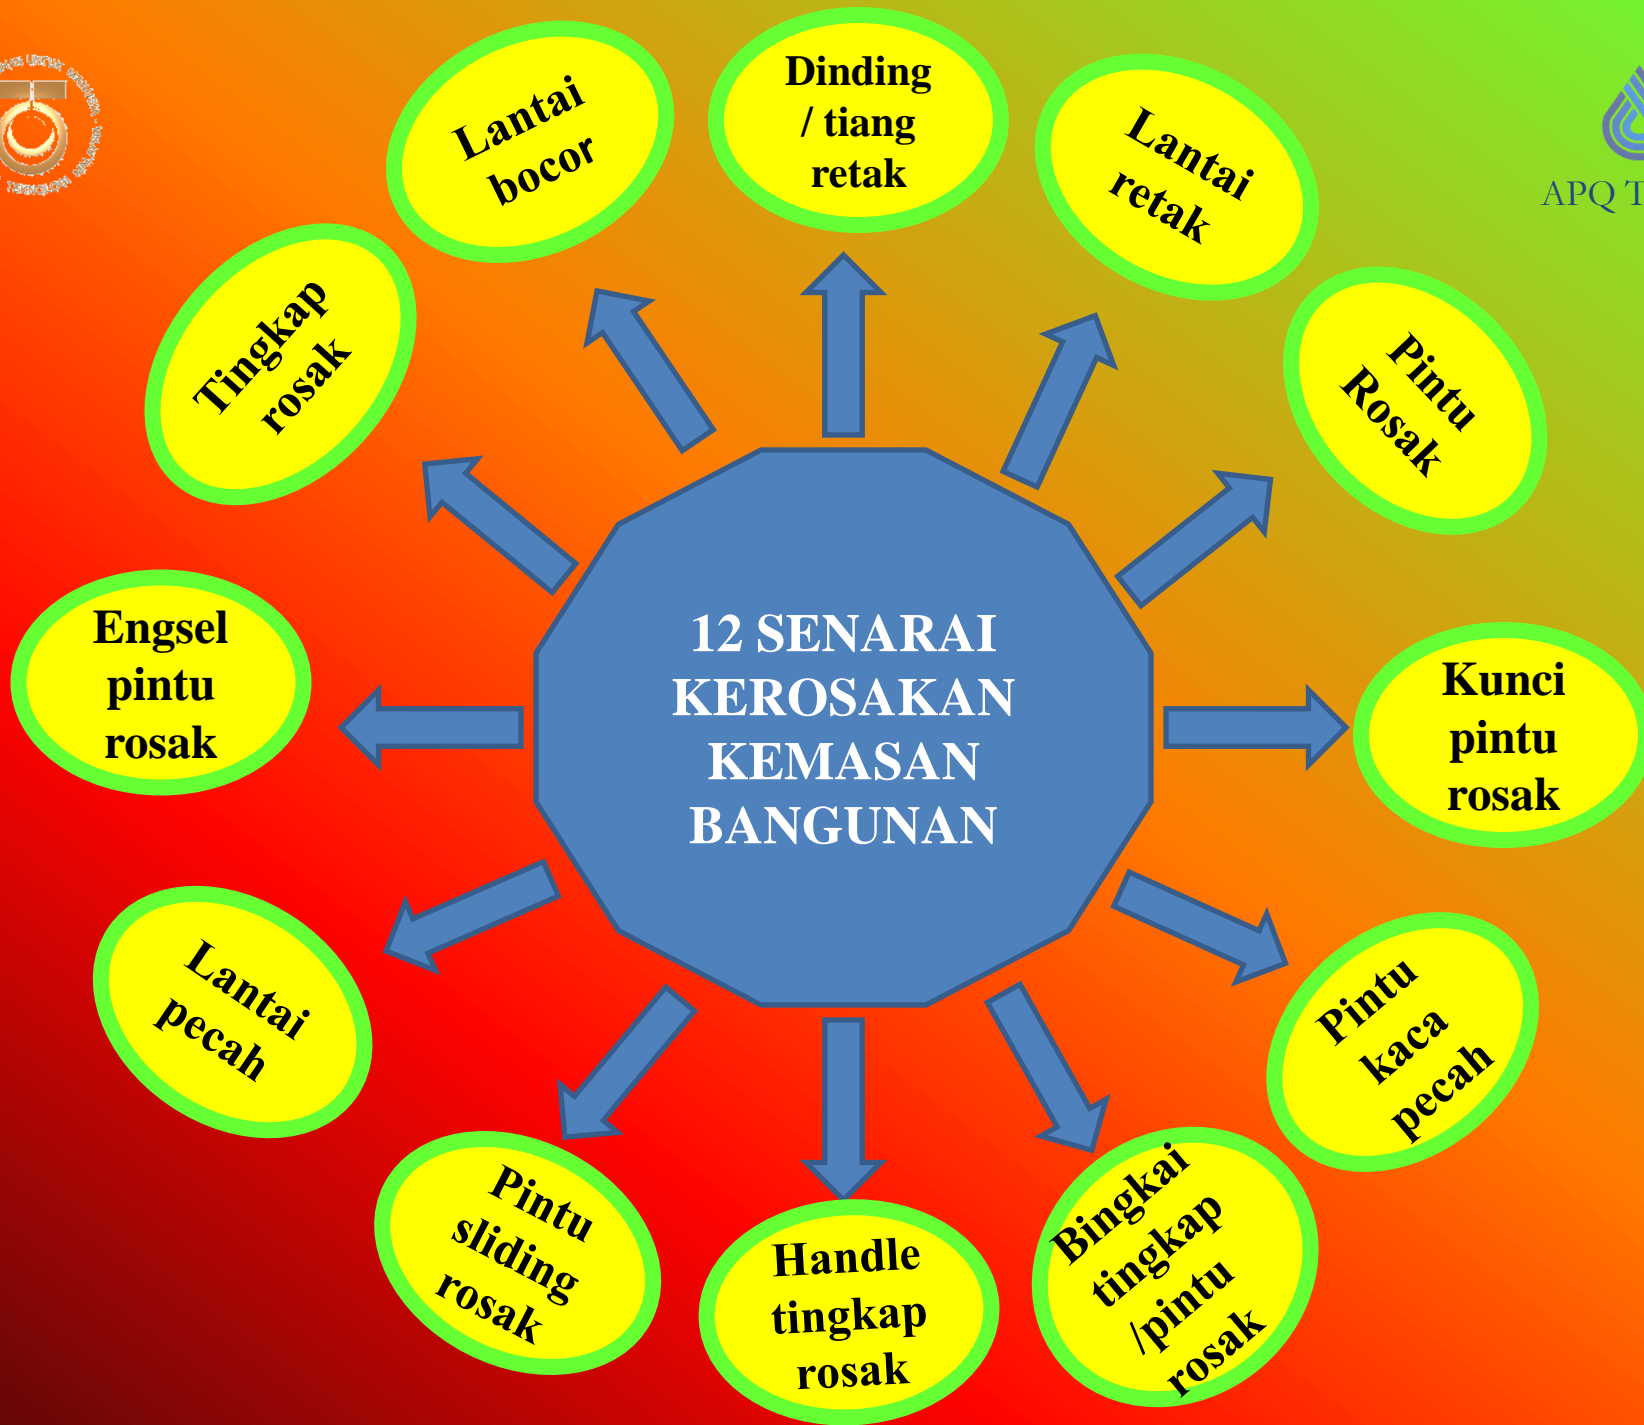 Dinding
/ tiang
retak
Lantai
retak
Pintu
Rosak
Kunci
pintu
rosak
Pintu
kaca
pecah
Bingkai
tingkap
/pintu
rosak
Handle
tingkap
rosak
Pintu
sliding
rosak
Lantai
pecah
Engsel
pintu
rosak
Tingkap
rosak
Lantai
bocor
12 SENARAI
KEROSAKAN
KEMASAN
BANGUNAN
APQ